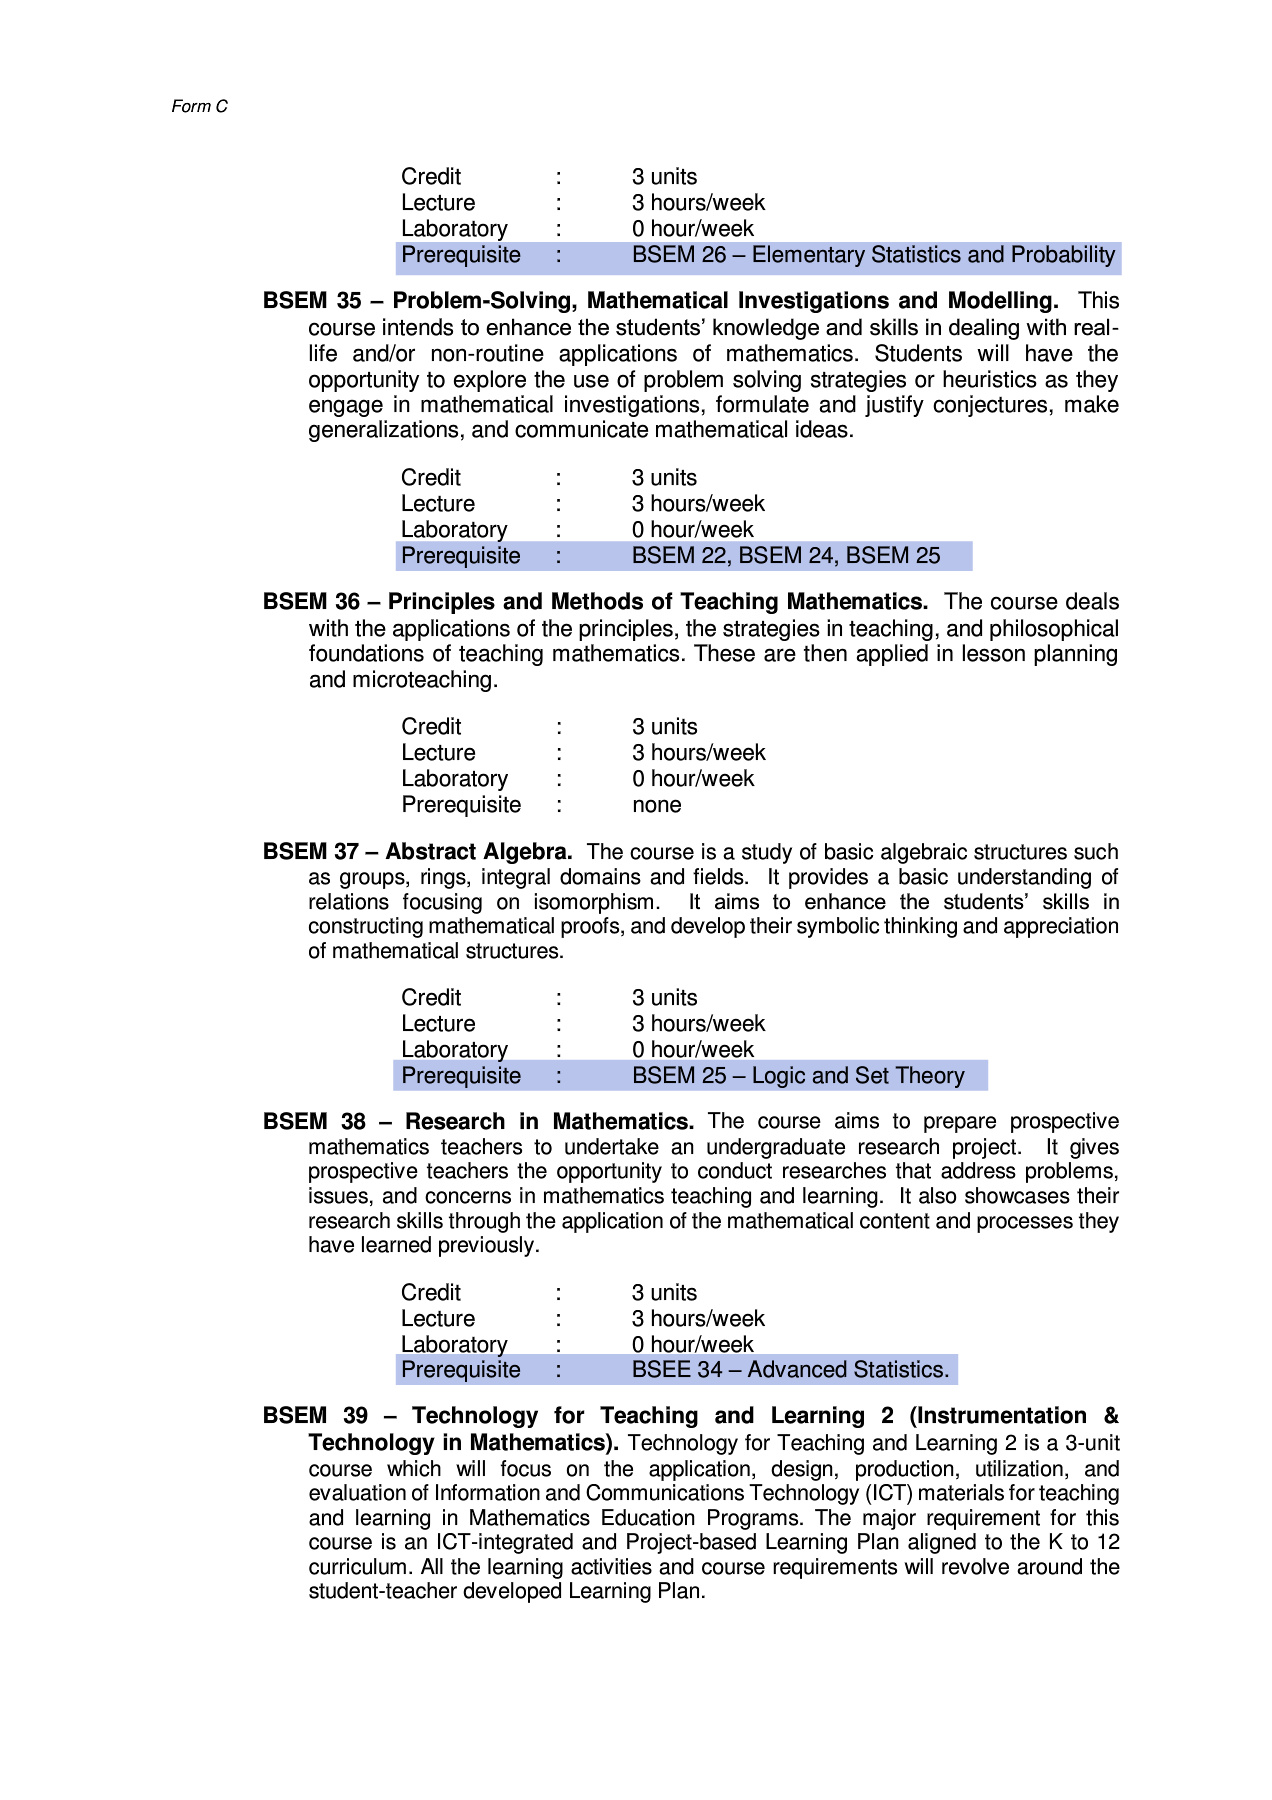 Form C
Credit : 3 units
Lecture : 3 hours/week
Laboratory : 0 hour/week
Prerequisite : BSEM 26 – Elementary Statistics and Probability
BSEM 35 – Problem-Solving, Mathematical Investigations and Modelling. This
course intends to enhance the students’ knowledge and skills in dealing with real-
life and/or non-routine applications of mathematics. Students will have the
opportunity to explore the use of problem solving strategies or heuristics as they
engage in mathematical investigations, formulate and justify conjectures, make
generalizations, and communicate mathematical ideas.
Credit : 3 units
Lecture : 3 hours/week
Laboratory : 0 hour/week
Prerequisite : BSEM 22, BSEM 24, BSEM 25
BSEM 36 – Principles and Methods of Teaching Mathematics. The course deals
with the applications of the principles, the strategies in teaching, and philosophical
foundations of teaching mathematics. These are then applied in lesson planning
and microteaching.
Credit : 3 units
Lecture : 3 hours/week
Laboratory : 0 hour/week
Prerequisite : none
BSEM 37 – Abstract Algebra. The course is a study of basic algebraic structures such
as groups, rings, integral domains and fields. It provides a basic understanding of
relations focusing on isomorphism. It aims to enhance the students’ skills in
constructing mathematical proofs, and develop their symbolic thinking and appreciation
of mathematical structures.
Credit : 3 units
Lecture : 3 hours/week
Laboratory : 0 hour/week
Prerequisite : BSEM 25 – Logic and Set Theory
BSEM 38 – Research in Mathematics. The course aims to prepare prospective
mathematics teachers to undertake an undergraduate research project. It gives
prospective teachers the opportunity to conduct researches that address problems,
issues, and concerns in mathematics teaching and learning. It also showcases their
research skills through the application of the mathematical content and processes they
have learned previously.
Credit : 3 units
Lecture : 3 hours/week
Laboratory : 0 hour/week
Prerequisite : BSEE 34 – Advanced Statistics.
BSEM 39 – Technology for Teaching and Learning 2 (Instrumentation &
Technology in Mathematics). Technology for Teaching and Learning 2 is a 3-unit
course which will focus on the application, design, production, utilization, and
evaluation of Information and Communications Technology (ICT) materials for teaching
and learning in Mathematics Education Programs. The major requirement for this
course is an ICT-integrated and Project-based Learning Plan aligned to the K to 12
curriculum. All the learning activities and course requirements will revolve around the
student-teacher developed Learning Plan.